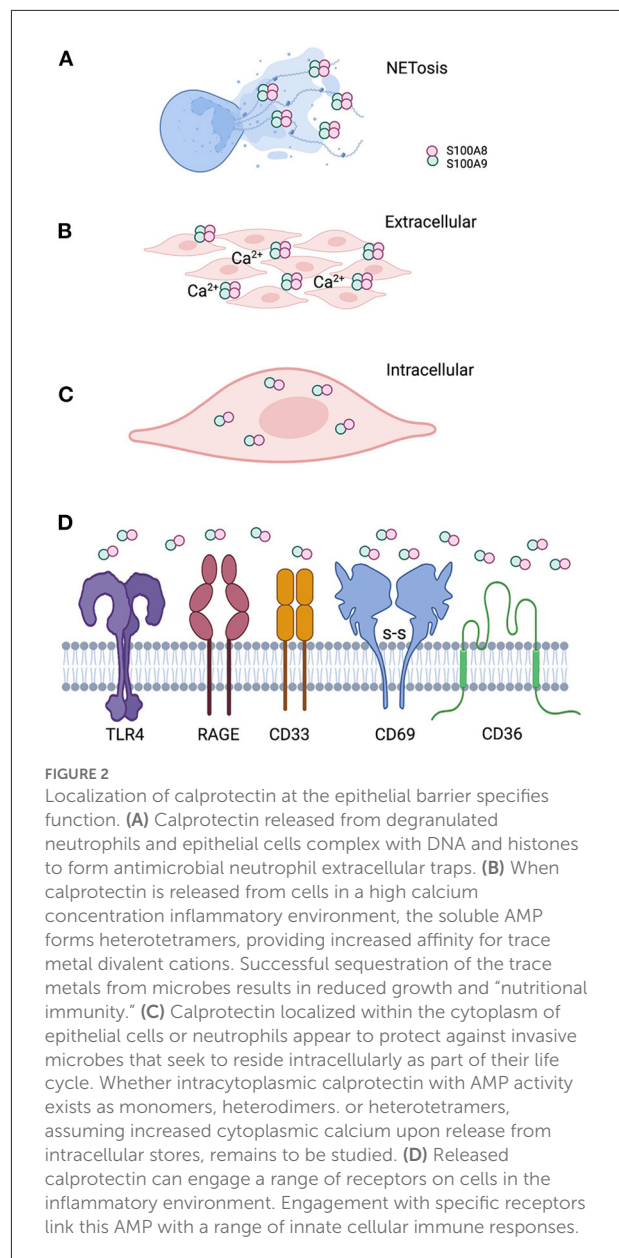 A
NETosis
S100A8
S100A9
B
Extracellular
Ca²⁺
Ca²⁺
Ca²⁺
C
Intracellular
D
S-S
TLR4 RAGE CD33 CD69 CD36
FIGURE 2
Localization of calprotectin at the epithelial barrier specifies
function. (A) Calprotectin released from degranulated
neutrophils and epithelial cells complex with DNA and histones
to form antimicrobial neutrophil extracellular traps. (B) When
calprotectin is released from cells in a high calcium
concentration inflammatory environment, the soluble AMP
forms heterotetramers, providing increased affinity for trace
metal divalent cations. Successful sequestration of the trace
metals from microbes results in reduced growth and “nutritional
immunity.” (C) Calprotectin localized within the cytoplasm of
epithelial cells or neutrophils appear to protect against invasive
microbes that seek to reside intracellularly as part of their life
cycle. Whether intracytoplasmic calprotectin with AMP activity
exists as monomers, heterodimers. or heterotetramers,
assuming increased cytoplasmic calcium upon release from
intracellular stores, remains to be studied. (D) Released
calprotectin can engage a range of receptors on cells in the
inflammatory environment. Engagement with specific receptors
link this AMP with a range of innate cellular immune responses.